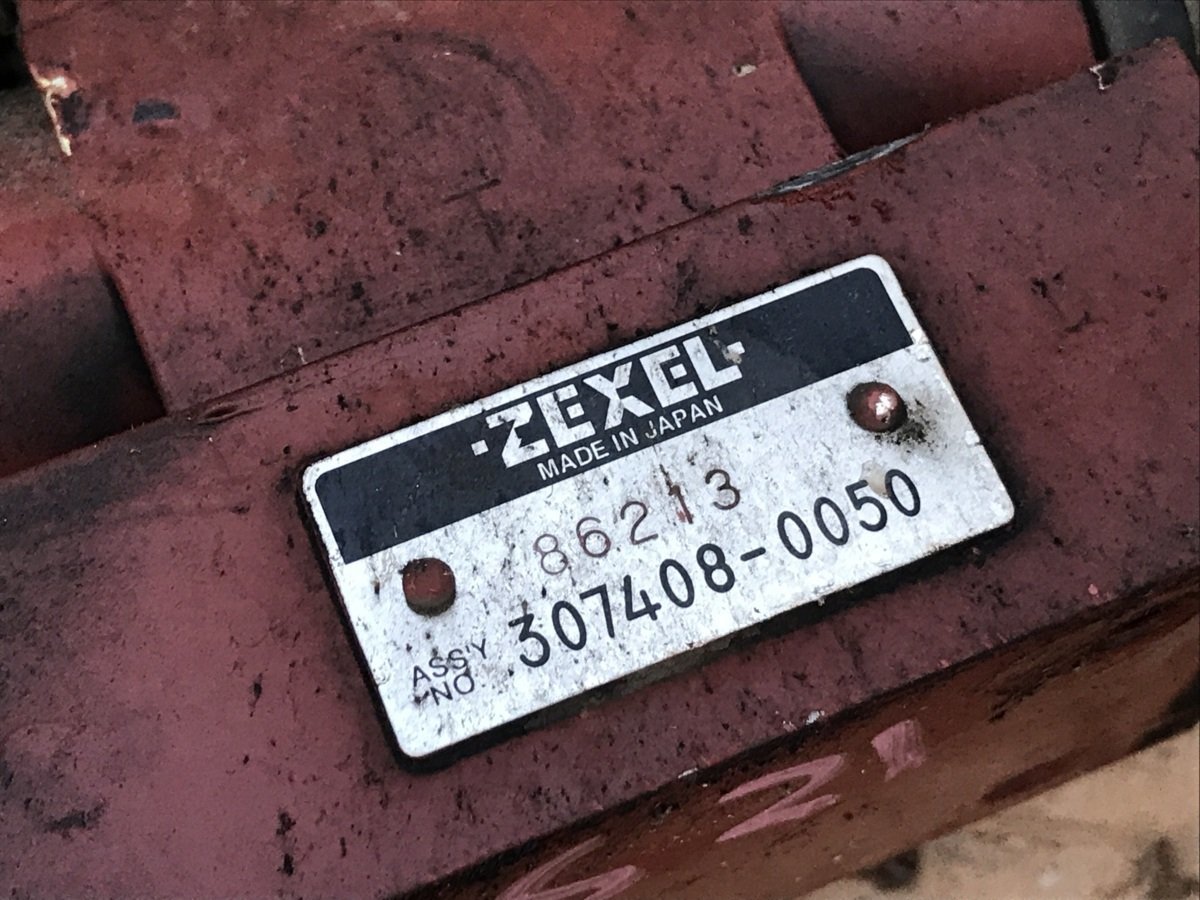 ZEXEL
MADE IN JAPAN
86213
ASS'Y NO 307408-0050